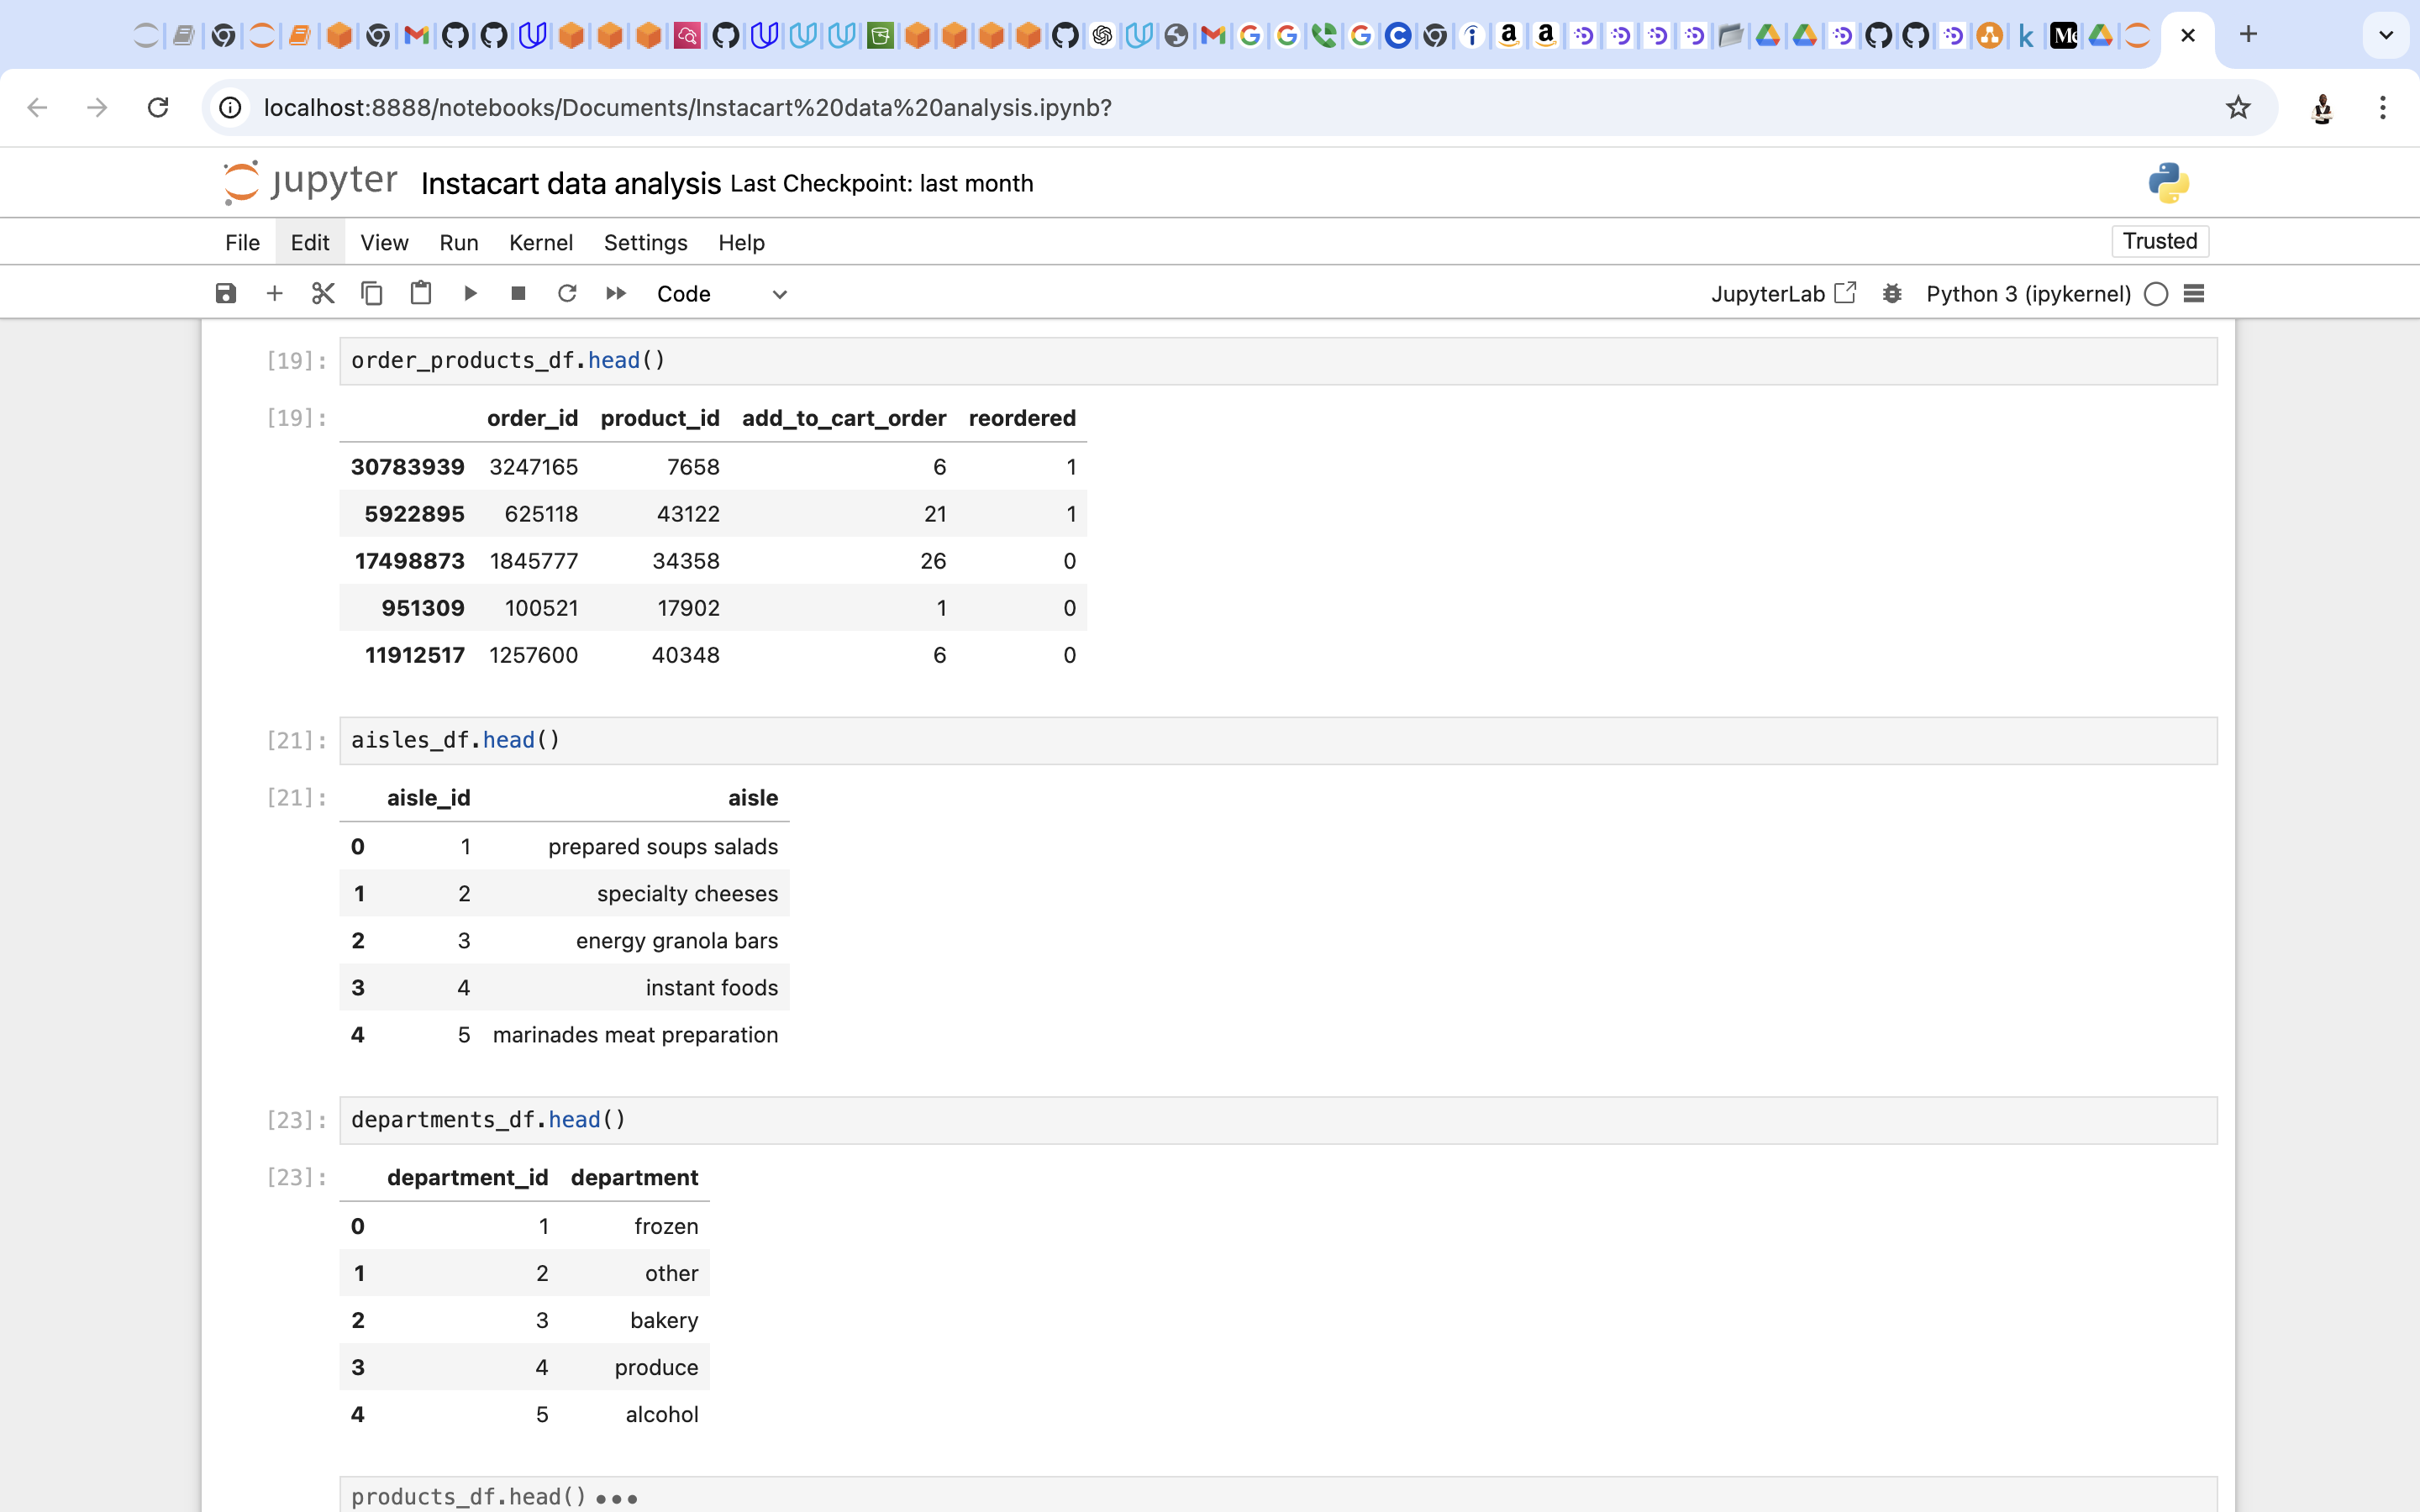 localhost:8888/notebooks/Documents/Instacart%20data%20analysis.ipynb?
jupyter Instacart data analysis Last Checkpoint: last month
File Edit View Run Kernel Settings Help Trusted
Code JupyterLab Python 3 (ipykernel)
[19]: order_products_df.head()
[19]: order_id product_id add_to_cart_order reordered
30783939 3247165 7658 6 1
5922895 625118 43122 21 1
17498873 1845777 34358 26 0
951309 100521 17902 1 0
11912517 1257600 40348 6 0
[21]: aisles_df.head()
[21]: aisle_id aisle
0 1 prepared soups salads
1 2 specialty cheeses
2 3 energy granola bars
3 4 instant foods
4 5 marinades meat preparation
[23]: departments_df.head()
[23]: department_id department
0 1 frozen
1 2 other
2 3 bakery
3 4 produce
4 5 alcohol
products_df.head() •••